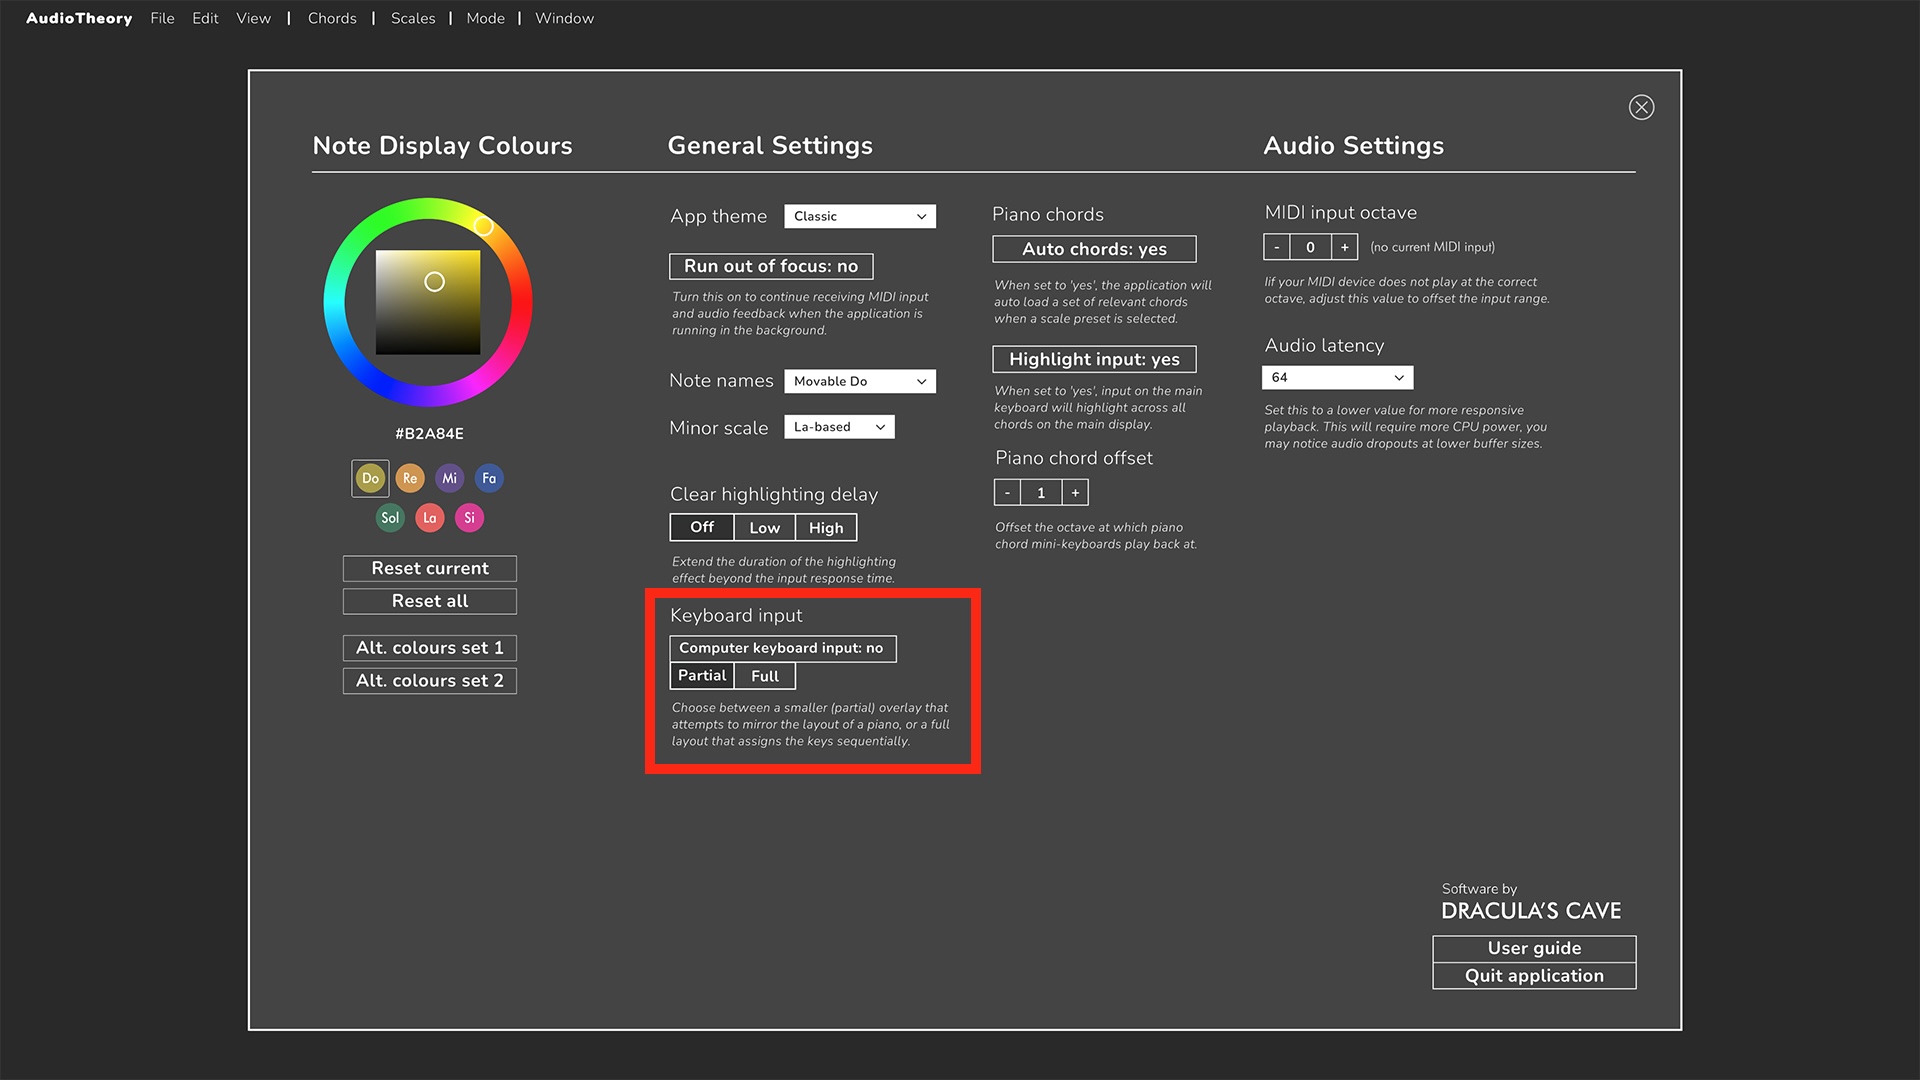 AudioTheory File Edit View | Chords | Scales | Mode | Window
Note Display Colours
#B2A84E
Do Re Mi Fa
Sol La Si
Reset current
Reset all
Alt. colours set 1
Alt. colours set 2
General Settings
App theme Classic
Run out of focus: no
Turn this on to continue receiving MIDI input
and audio feedback when the application is
running in the background.
Note names Movable Do
Minor scale La-based
Clear highlighting delay
Off Low High
Extend the duration of the highlighting
effect beyond the input response time.
Keyboard input
Computer keyboard input: no
Partial Full
Choose between a smaller (partial) overlay that
attempts to mirror the layout of a piano, or a full
layout that assigns the keys sequentially.
Piano chords
Auto chords: yes
When set to 'yes', the application will
auto load a set of relevant chords
when a scale preset is selected.
Highlight input: yes
When set to 'yes', input on the main
keyboard will highlight across all
chords on the main display.
Piano chord offset
- 1 +
Offset the octave at which piano
chord mini-keyboards play back at.
Audio Settings
MIDI input octave
- 0 + (no current MIDI input)
Iif your MIDI device does not play at the correct
octave, adjust this value to offset the input range.
Audio latency
64
Set this to a lower value for more responsive
playback. This will require more CPU power, you
may notice audio dropouts at lower buffer sizes.
Software by
DRACULA'S CAVE
User guide
Quit application